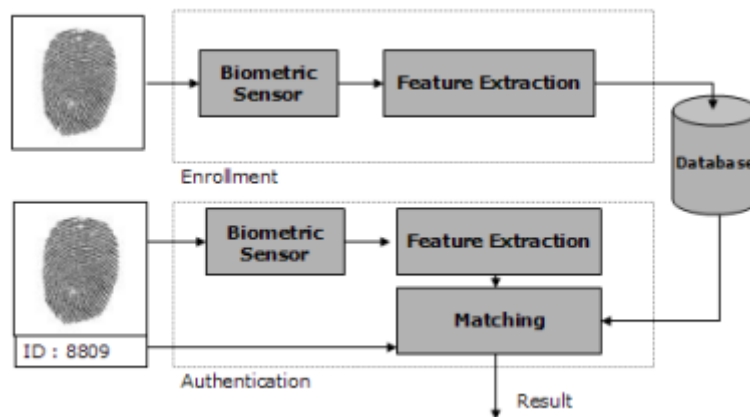 Biometric
Sensor
Feature Extraction
Database
Enrollment
Biometric
Sensor
Feature Extraction
Matching
ID : 8809
Authentication
Result